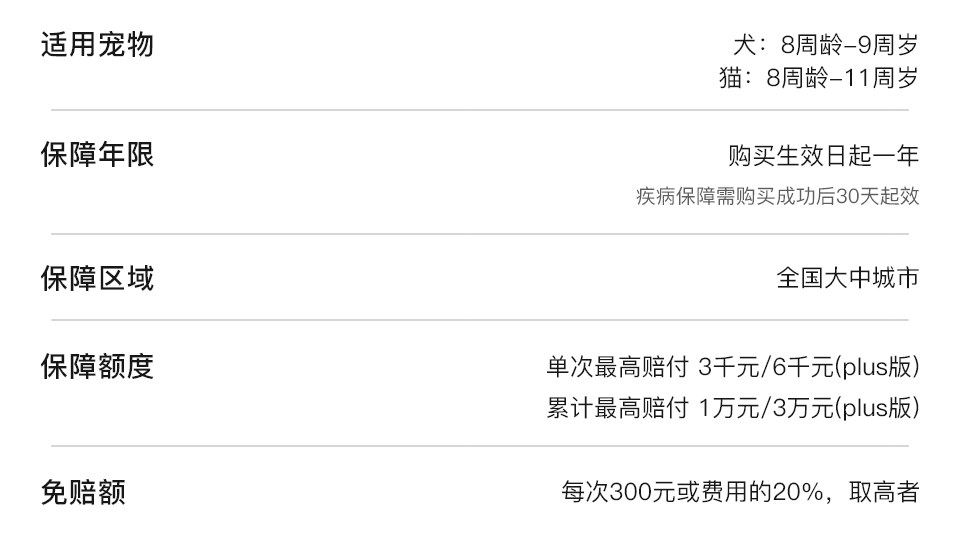 适用宠物
犬：8周龄-9周岁
猫：8周龄-11周岁
保障年限
购买生效日起一年
疾病保障需购买成功后30天起效
保障区域
全国大中城市
保障额度
单次最高赔付 3千元/6千元(plus版)
累计最高赔付 1万元/3万元(plus版)
免赔额
每次300元或费用的20%，取高者